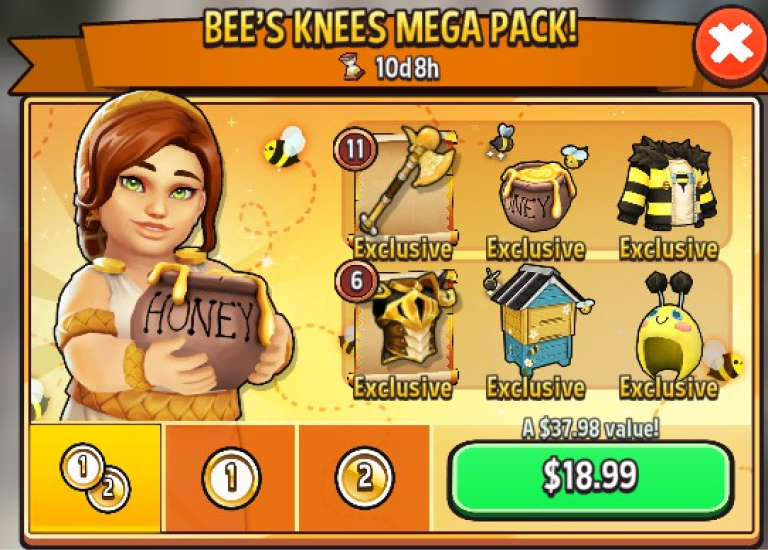 BEE'S KNEES MEGA PACK!
10d 8h
11
HONEY
Exclusive Exclusive Exclusive
6
HONEY
Exclusive Exclusive Exclusive
A $37.98 value!
1 2 1 2 $18.99